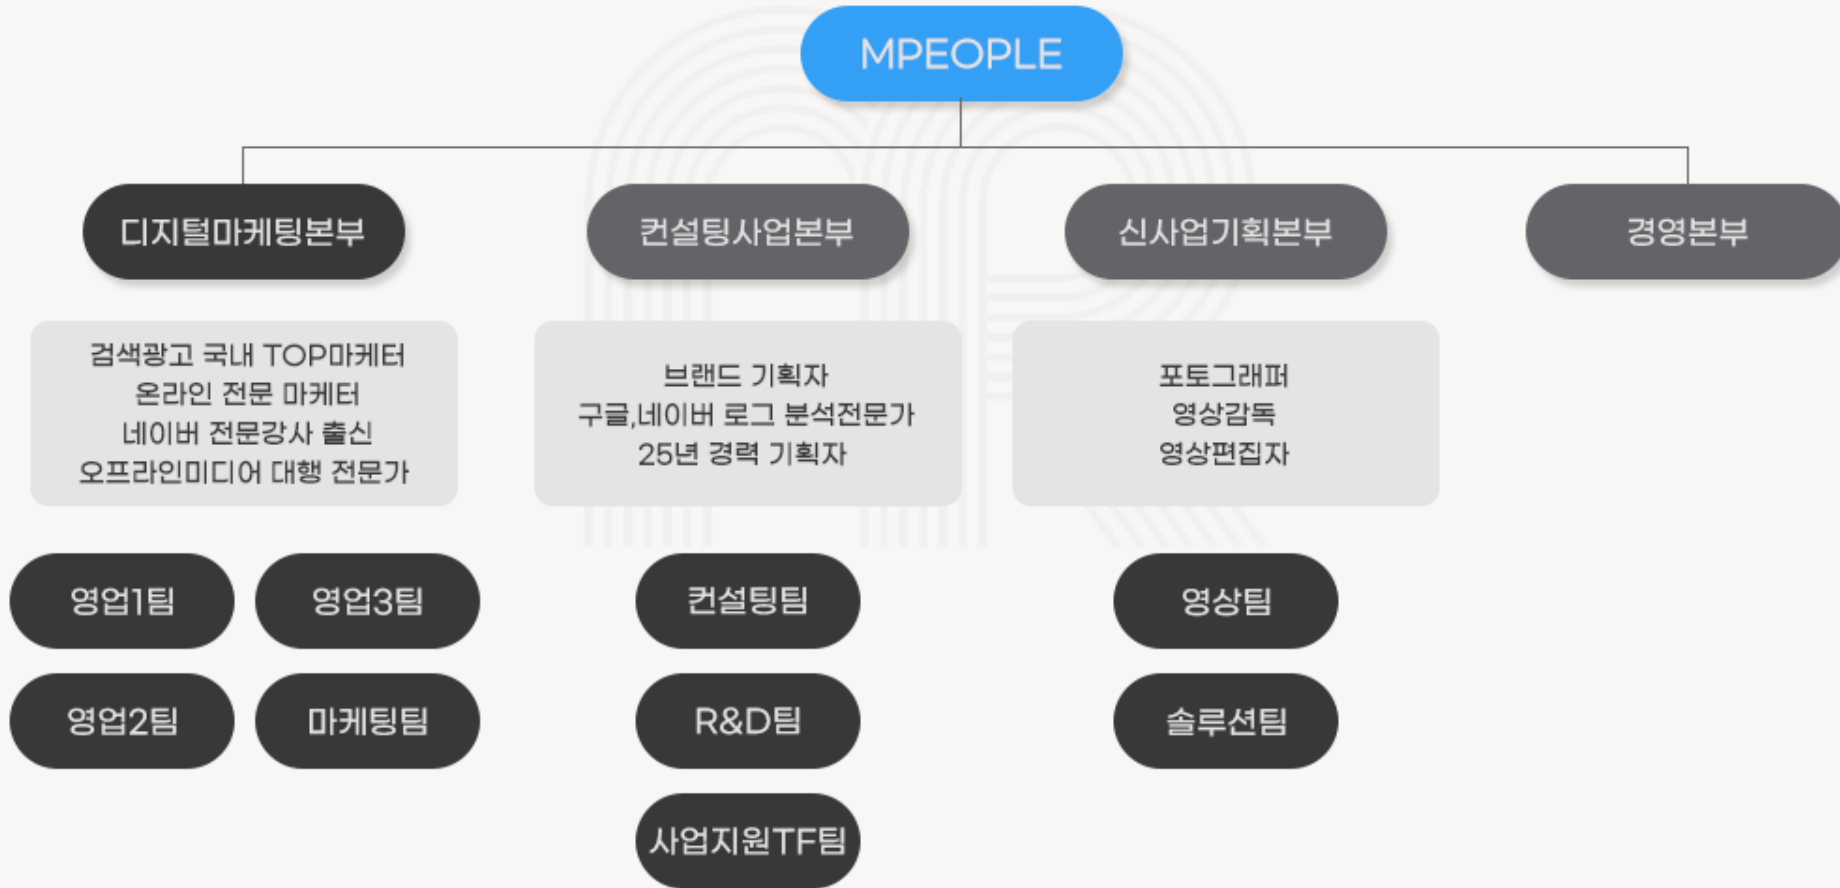 MPEOPLE
디지털마케팅본부
컨설팅사업본부
신사업기획본부
경영본부
검색광고 국내 TOP마케터
온라인 전문 마케터
네이버 전문강사 출신
오프라인미디어 대행 전문가
브랜드 기획자
구글,네이버 로그 분석전문가
25년 경력 기획자
포토그래퍼
영상감독
영상편집자
영업1팀
영업3팀
컨설팅팀
영상팀
영업2팀
마케팅팀
R&D팀
솔루션팀
사업지원TF팀